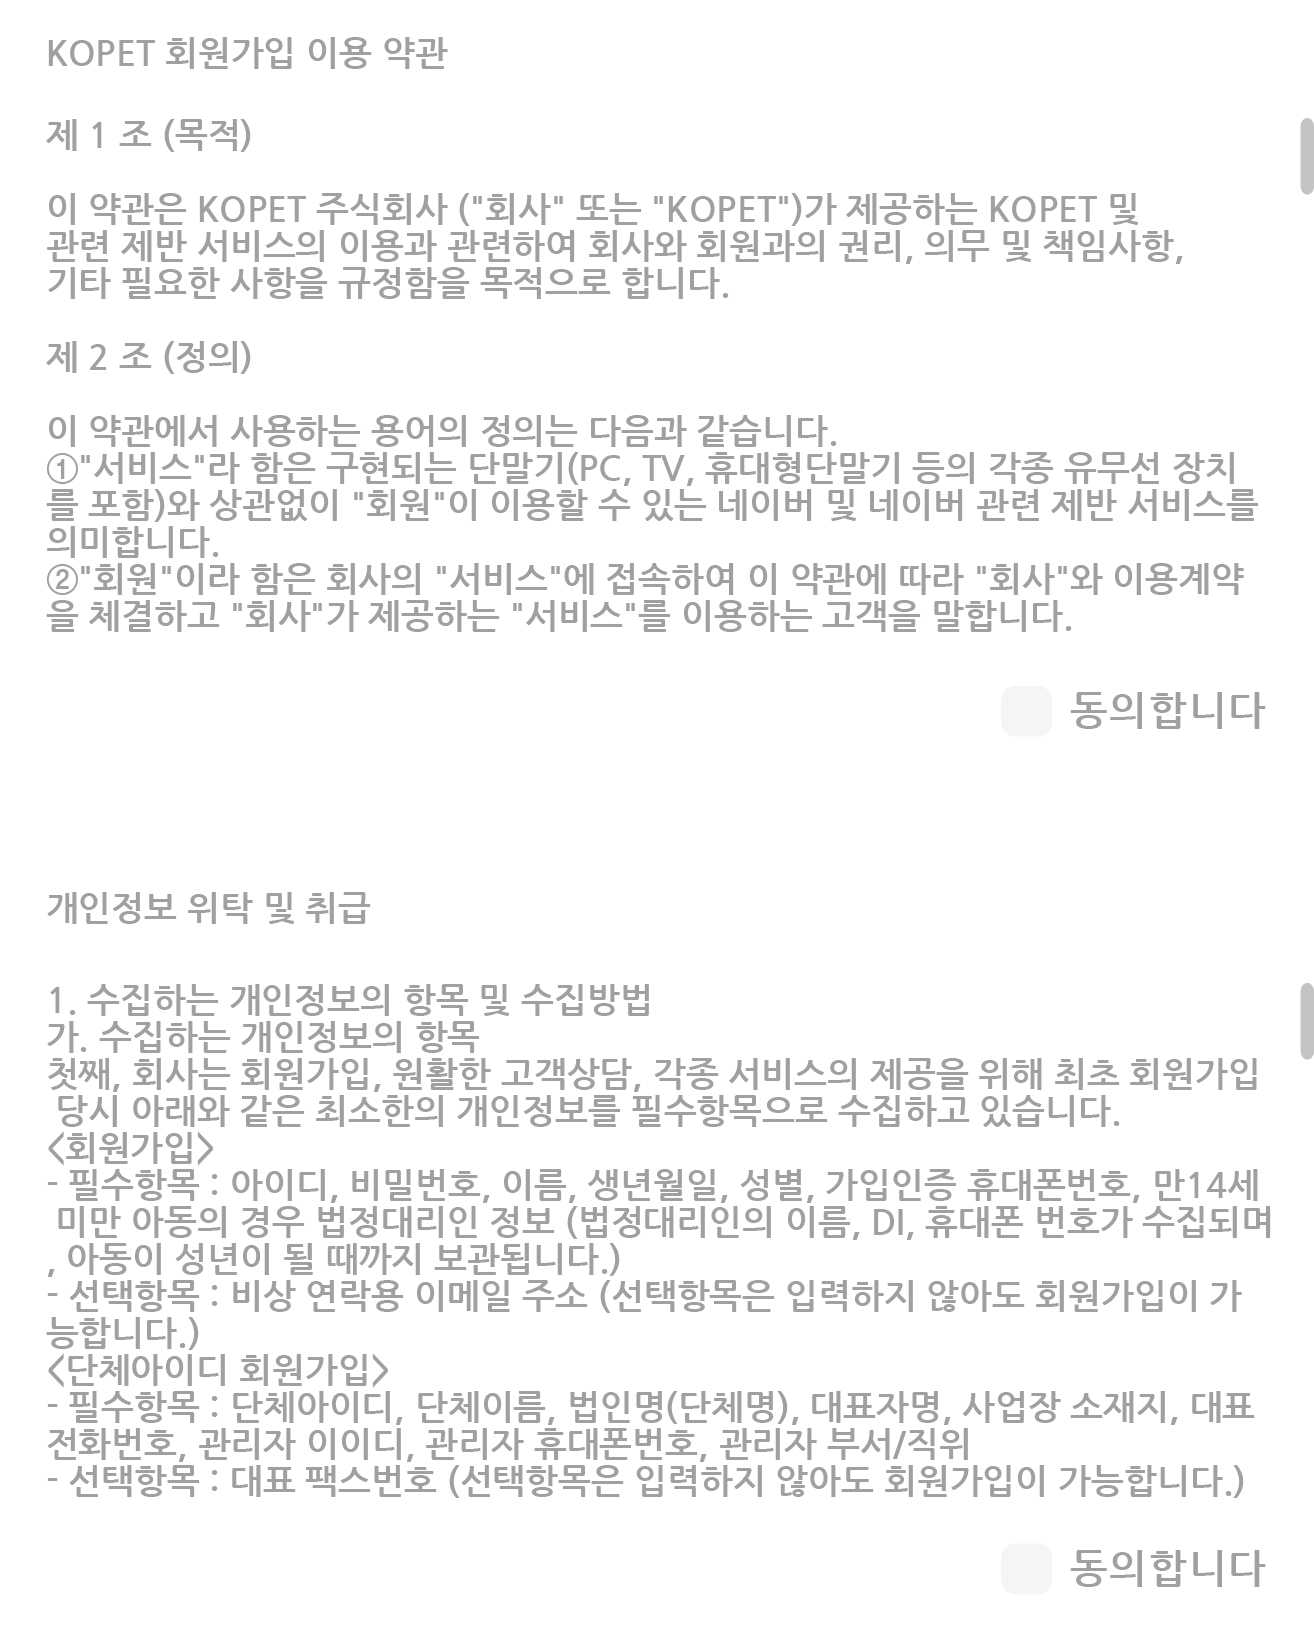 KOPET 회원가입 이용 약관
제 1 조 (목적)
이 약관은 KOPET 주식회사 ("회사" 또는 "KOPET")가 제공하는 KOPET 및
관련 제반 서비스의 이용과 관련하여 회사와 회원과의 권리, 의무 및 책임사항,
기타 필요한 사항을 규정함을 목적으로 합니다.
제 2 조 (정의)
이 약관에서 사용하는 용어의 정의는 다음과 같습니다.
①"서비스"라 함은 구현되는 단말기(PC, TV, 휴대형단말기 등의 각종 유무선 장치
를 포함)와 상관없이 "회원"이 이용할 수 있는 네이버 및 네이버 관련 제반 서비스를
의미합니다.
②"회원"이라 함은 회사의 "서비스"에 접속하여 이 약관에 따라 "회사"와 이용계약
을 체결하고 "회사"가 제공하는 "서비스"를 이용하는 고객을 말합니다.
동의합니다
개인정보 위탁 및 취급
1. 수집하는 개인정보의 항목 및 수집방법
가. 수집하는 개인정보의 항목
첫째, 회사는 회원가입, 원활한 고객상담, 각종 서비스의 제공을 위해 최초 회원가입
당시 아래와 같은 최소한의 개인정보를 필수항목으로 수집하고 있습니다.
<회원가입>
- 필수항목 : 아이디, 비밀번호, 이름, 생년월일, 성별, 가입인증 휴대폰번호, 만14세
미만 아동의 경우 법정대리인 정보 (법정대리인의 이름, DI, 휴대폰 번호가 수집되며
, 아동이 성년이 될 때까지 보관됩니다.)
- 선택항목 : 비상 연락용 이메일 주소 (선택항목은 입력하지 않아도 회원가입이 가
능합니다.)
<단체아이디 회원가입>
- 필수항목 : 단체아이디, 단체이름, 법인명(단체명), 대표자명, 사업장 소재지, 대표
전화번호, 관리자 이이디, 관리자 휴대폰번호, 관리자 부서/직위
- 선택항목 : 대표 팩스번호 (선택항목은 입력하지 않아도 회원가입이 가능합니다.)
동의합니다